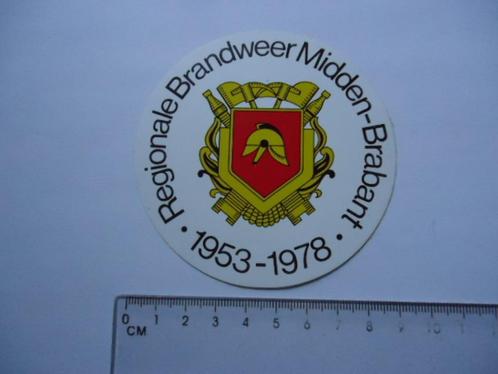 Regionale Brandweer Midden-Brabant
· 1953-1978 ·
0 1 2 3 4 5 6 7 8 9 10
CM